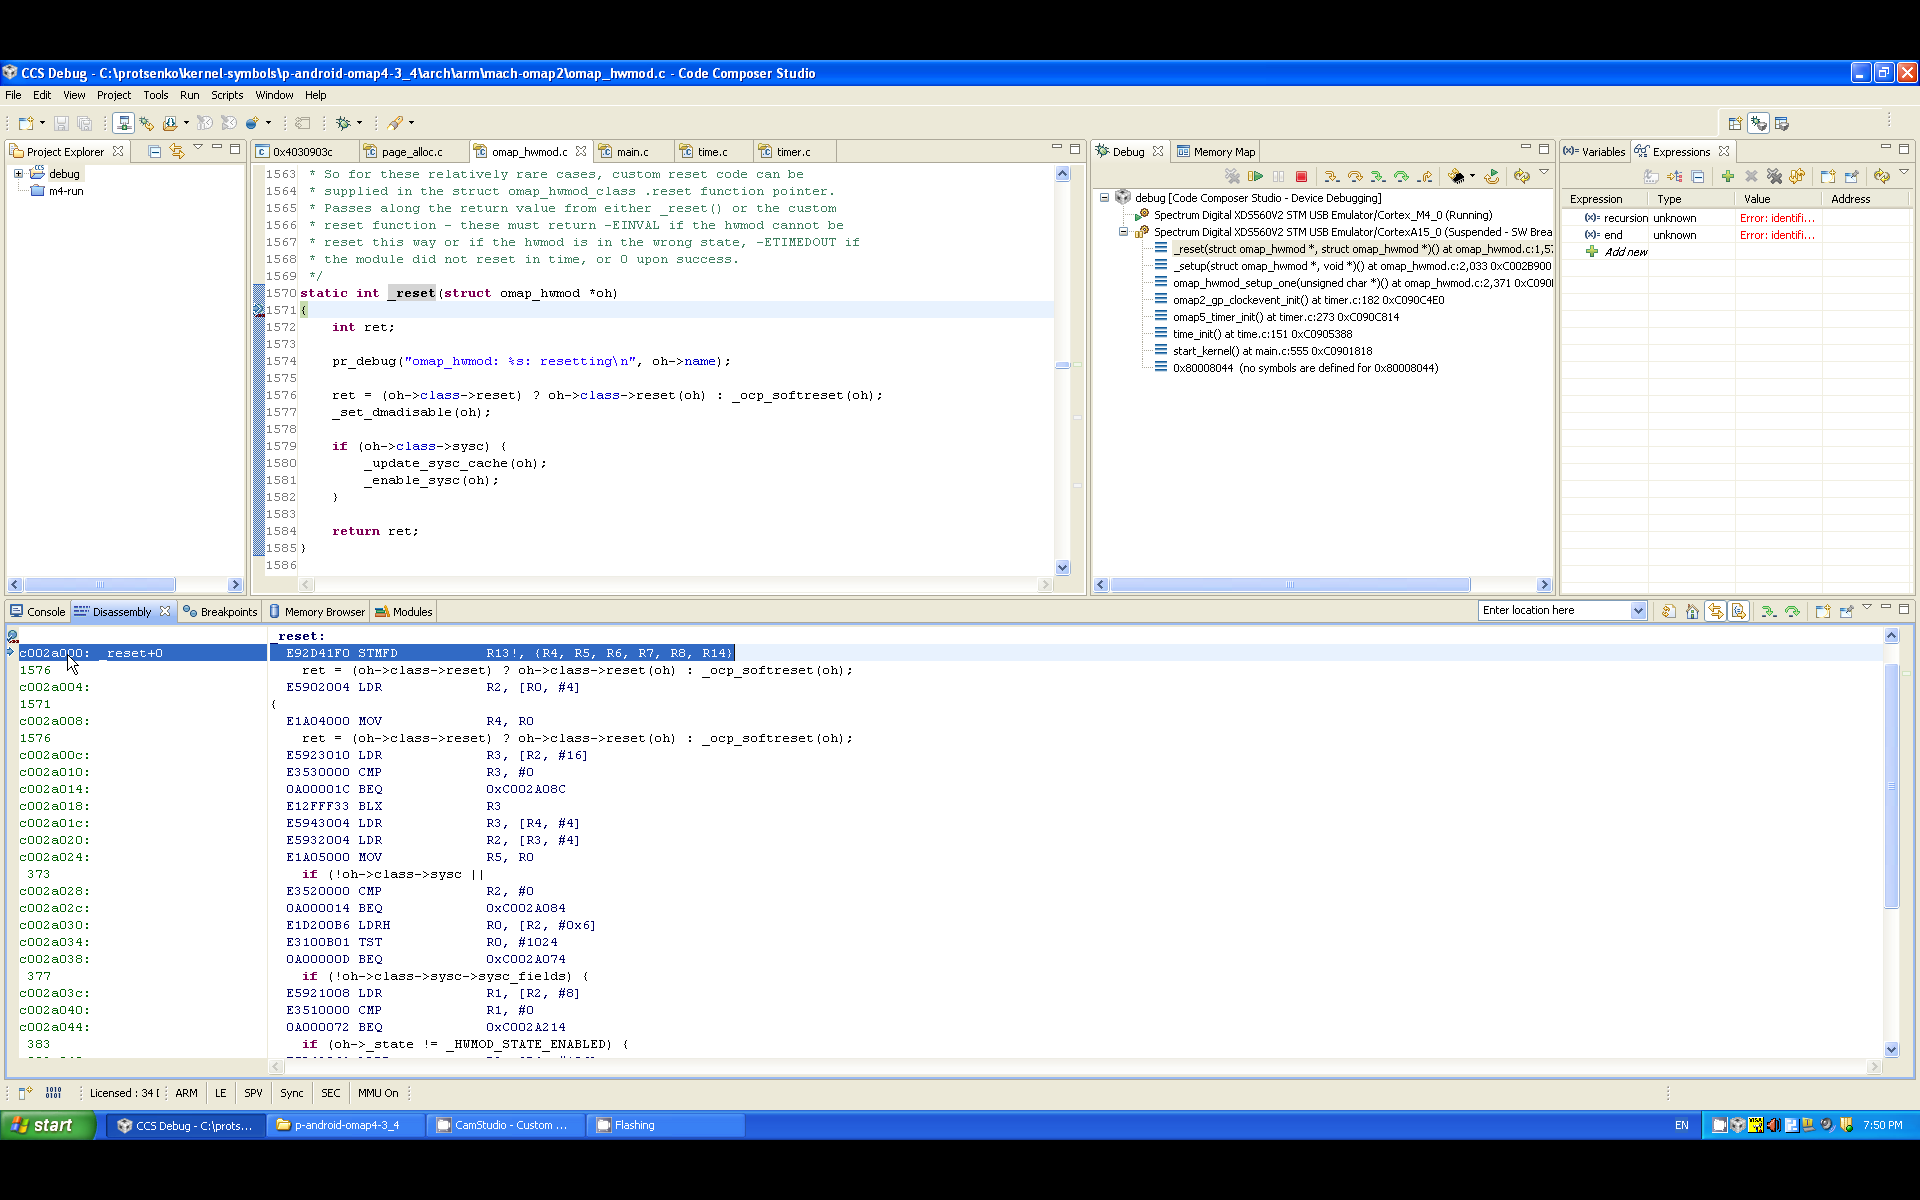 CCS Debug - C:\protsenko\kernel-symbols\p-android-omap4-3_4\arch\arm\mach-omap2\omap_hwmod.c - Code Composer Studio
File Edit View Project Tools Run Scripts Window Help
Project Explorer
debug
m4-run
0x4030903c page_alloc.c omap_hwmod.c main.c time.c timer.c
1563 * So for these relatively rare cases, custom reset code can be
1564 * supplied in the struct omap_hwmod_class .reset function pointer.
1565 * Passes along the return value from either _reset() or the custom
1566 * reset function - these must return -EINVAL if the hwmod cannot be
1567 * reset this way or if the hwmod is in the wrong state, -ETIMEDOUT if
1568 * the module did not reset in time, or 0 upon success.
1569 */
1570 static int _reset(struct omap_hwmod *oh)
1571 {
1572 int ret;
1573
1574 pr_debug("omap_hwmod: %s: resetting\n", oh->name);
1575
1576 ret = (oh->class->reset) ? oh->class->reset(oh) : _ocp_softreset(oh);
1577 _set_dmadisable(oh);
1578
1579 if (oh->class->sysc) {
1580 _update_sysc_cache(oh);
1581 _enable_sysc(oh);
1582 }
1583
1584 return ret;
1585 }
1586
Debug Memory Map
debug [Code Composer Studio - Device Debugging]
Spectrum Digital XDS560V2 STM USB Emulator/Cortex_M4_0 (Running)
Spectrum Digital XDS560V2 STM USB Emulator/CortexA15_0 (Suspended - SW Brea
_reset(struct omap_hwmod *, struct omap_hwmod *)() at omap_hwmod.c:1,5
_setup(struct omap_hwmod *, void *)() at omap_hwmod.c:2,033 0xC002B900
omap_hwmod_setup_one(unsigned char *)() at omap_hwmod.c:2,371 0xC090
omap2_gp_clockevent_init() at timer.c:182 0xC090C4E0
omap5_timer_init() at timer.c:273 0xC090C814
time_init() at time.c:151 0xC0905388
start_kernel() at main.c:555 0xC0901818
0x80008044 (no symbols are defined for 0x80008044)
(x)= Variables Expressions
Expression Type Value Address
(x)= recursion unknown Error: identifi...
(x)= end unknown Error: identifi...
Add new
Console Disassembly Breakpoints Memory Browser Modules
Enter location here
_reset:
c002a000: _reset+0 E92D41F0 STMFD R13!, {R4, R5, R6, R7, R8, R14}
1576 ret = (oh->class->reset) ? oh->class->reset(oh) : _ocp_softreset(oh);
c002a004: E5902004 LDR R2, [R0, #4]
1571 {
c002a008: E1A04000 MOV R4, R0
1576 ret = (oh->class->reset) ? oh->class->reset(oh) : _ocp_softreset(oh);
c002a00c: E5923010 LDR R3, [R2, #16]
c002a010: E3530000 CMP R3, #0
c002a014: 0A00001C BEQ 0xC002A08C
c002a018: E12FFF33 BLX R3
c002a01c: E5943004 LDR R3, [R4, #4]
c002a020: E5932004 LDR R2, [R3, #4]
c002a024: E1A05000 MOV R5, R0
373 if (!oh->class->sysc ||
c002a028: E3520000 CMP R2, #0
c002a02c: 0A000014 BEQ 0xC002A084
c002a030: E1D200B6 LDRH R0, [R2, #0x6]
c002a034: E3100B01 TST R0, #1024
c002a038: 0A00000D BEQ 0xC002A074
377 if (!oh->class->sysc->sysc_fields) {
c002a03c: E5921008 LDR R1, [R2, #8]
c002a040: E3510000 CMP R1, #0
c002a044: 0A000072 BEQ 0xC002A214
383 if (oh->_state != _HWMOD_STATE_ENABLED) {
Licensed : 34 [ ARM LE SPV Sync SEC MMU On
start CCS Debug - C:\prots... p-android-omap4-3_4 CamStudio - Custom ... Flashing EN 7:50 PM